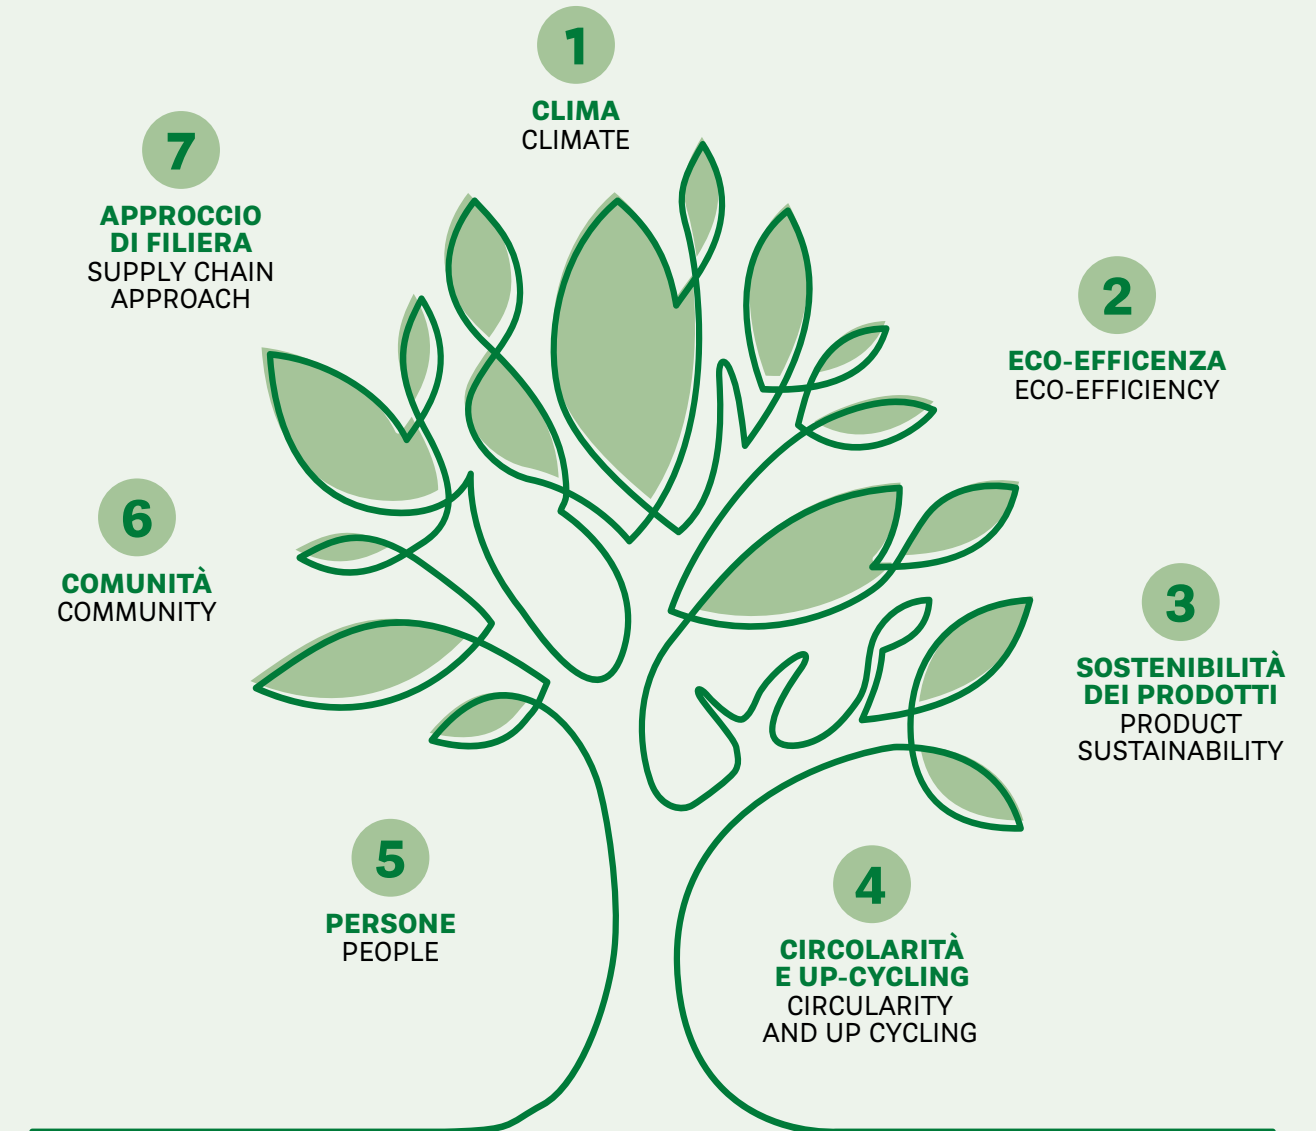 1
CLIMA
CLIMATE
2
ECO-EFFICENZA
ECO-EFFICIENCY
3
SOSTENIBILITÀ
DEI PRODOTTI
PRODUCT
SUSTAINABILITY
4
CIRCOLARITÀ
E UP-CYCLING
CIRCULARITY
AND UP CYCLING
5
PERSONE
PEOPLE
6
COMUNITÀ
COMMUNITY
7
APPROCCIO
DI FILIERA
SUPPLY CHAIN
APPROACH